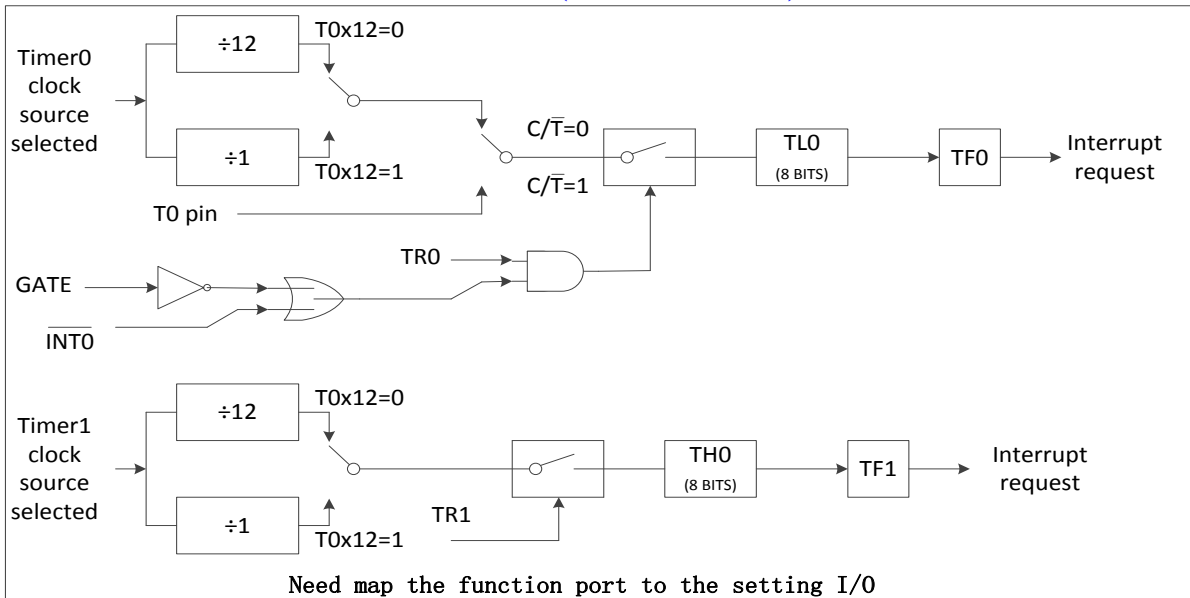 ÷12
T0x12=0
Timer0
clock
source
selected
÷1
T0x12=1
C/T̅=0
C/T̅=1
T0 pin
TL0
(8 BITS)
TF0
Interrupt
request
TR0
GATE
I̅N̅T̅0̅
÷12
T0x12=0
Timer1
clock
source
selected
÷1
T0x12=1
TR1
TH0
(8 BITS)
TF1
Interrupt
request
Need map the function port to the setting I/O